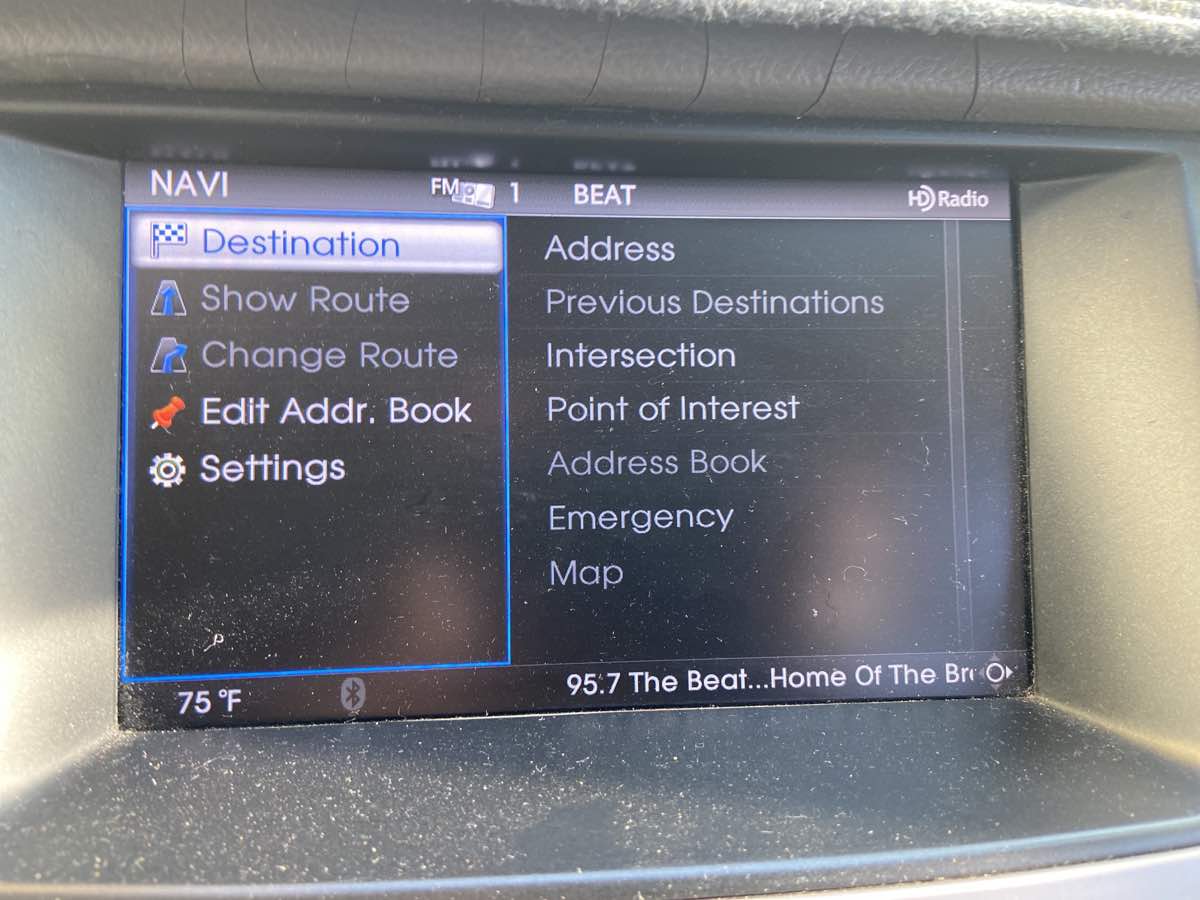 NAVI FM 1 BEAT HD Radio
Destination
Show Route
Change Route
Edit Addr. Book
Settings
Address
Previous Destinations
Intersection
Point of Interest
Address Book
Emergency
Map
75 °F 95.7 The Beat...Home Of The